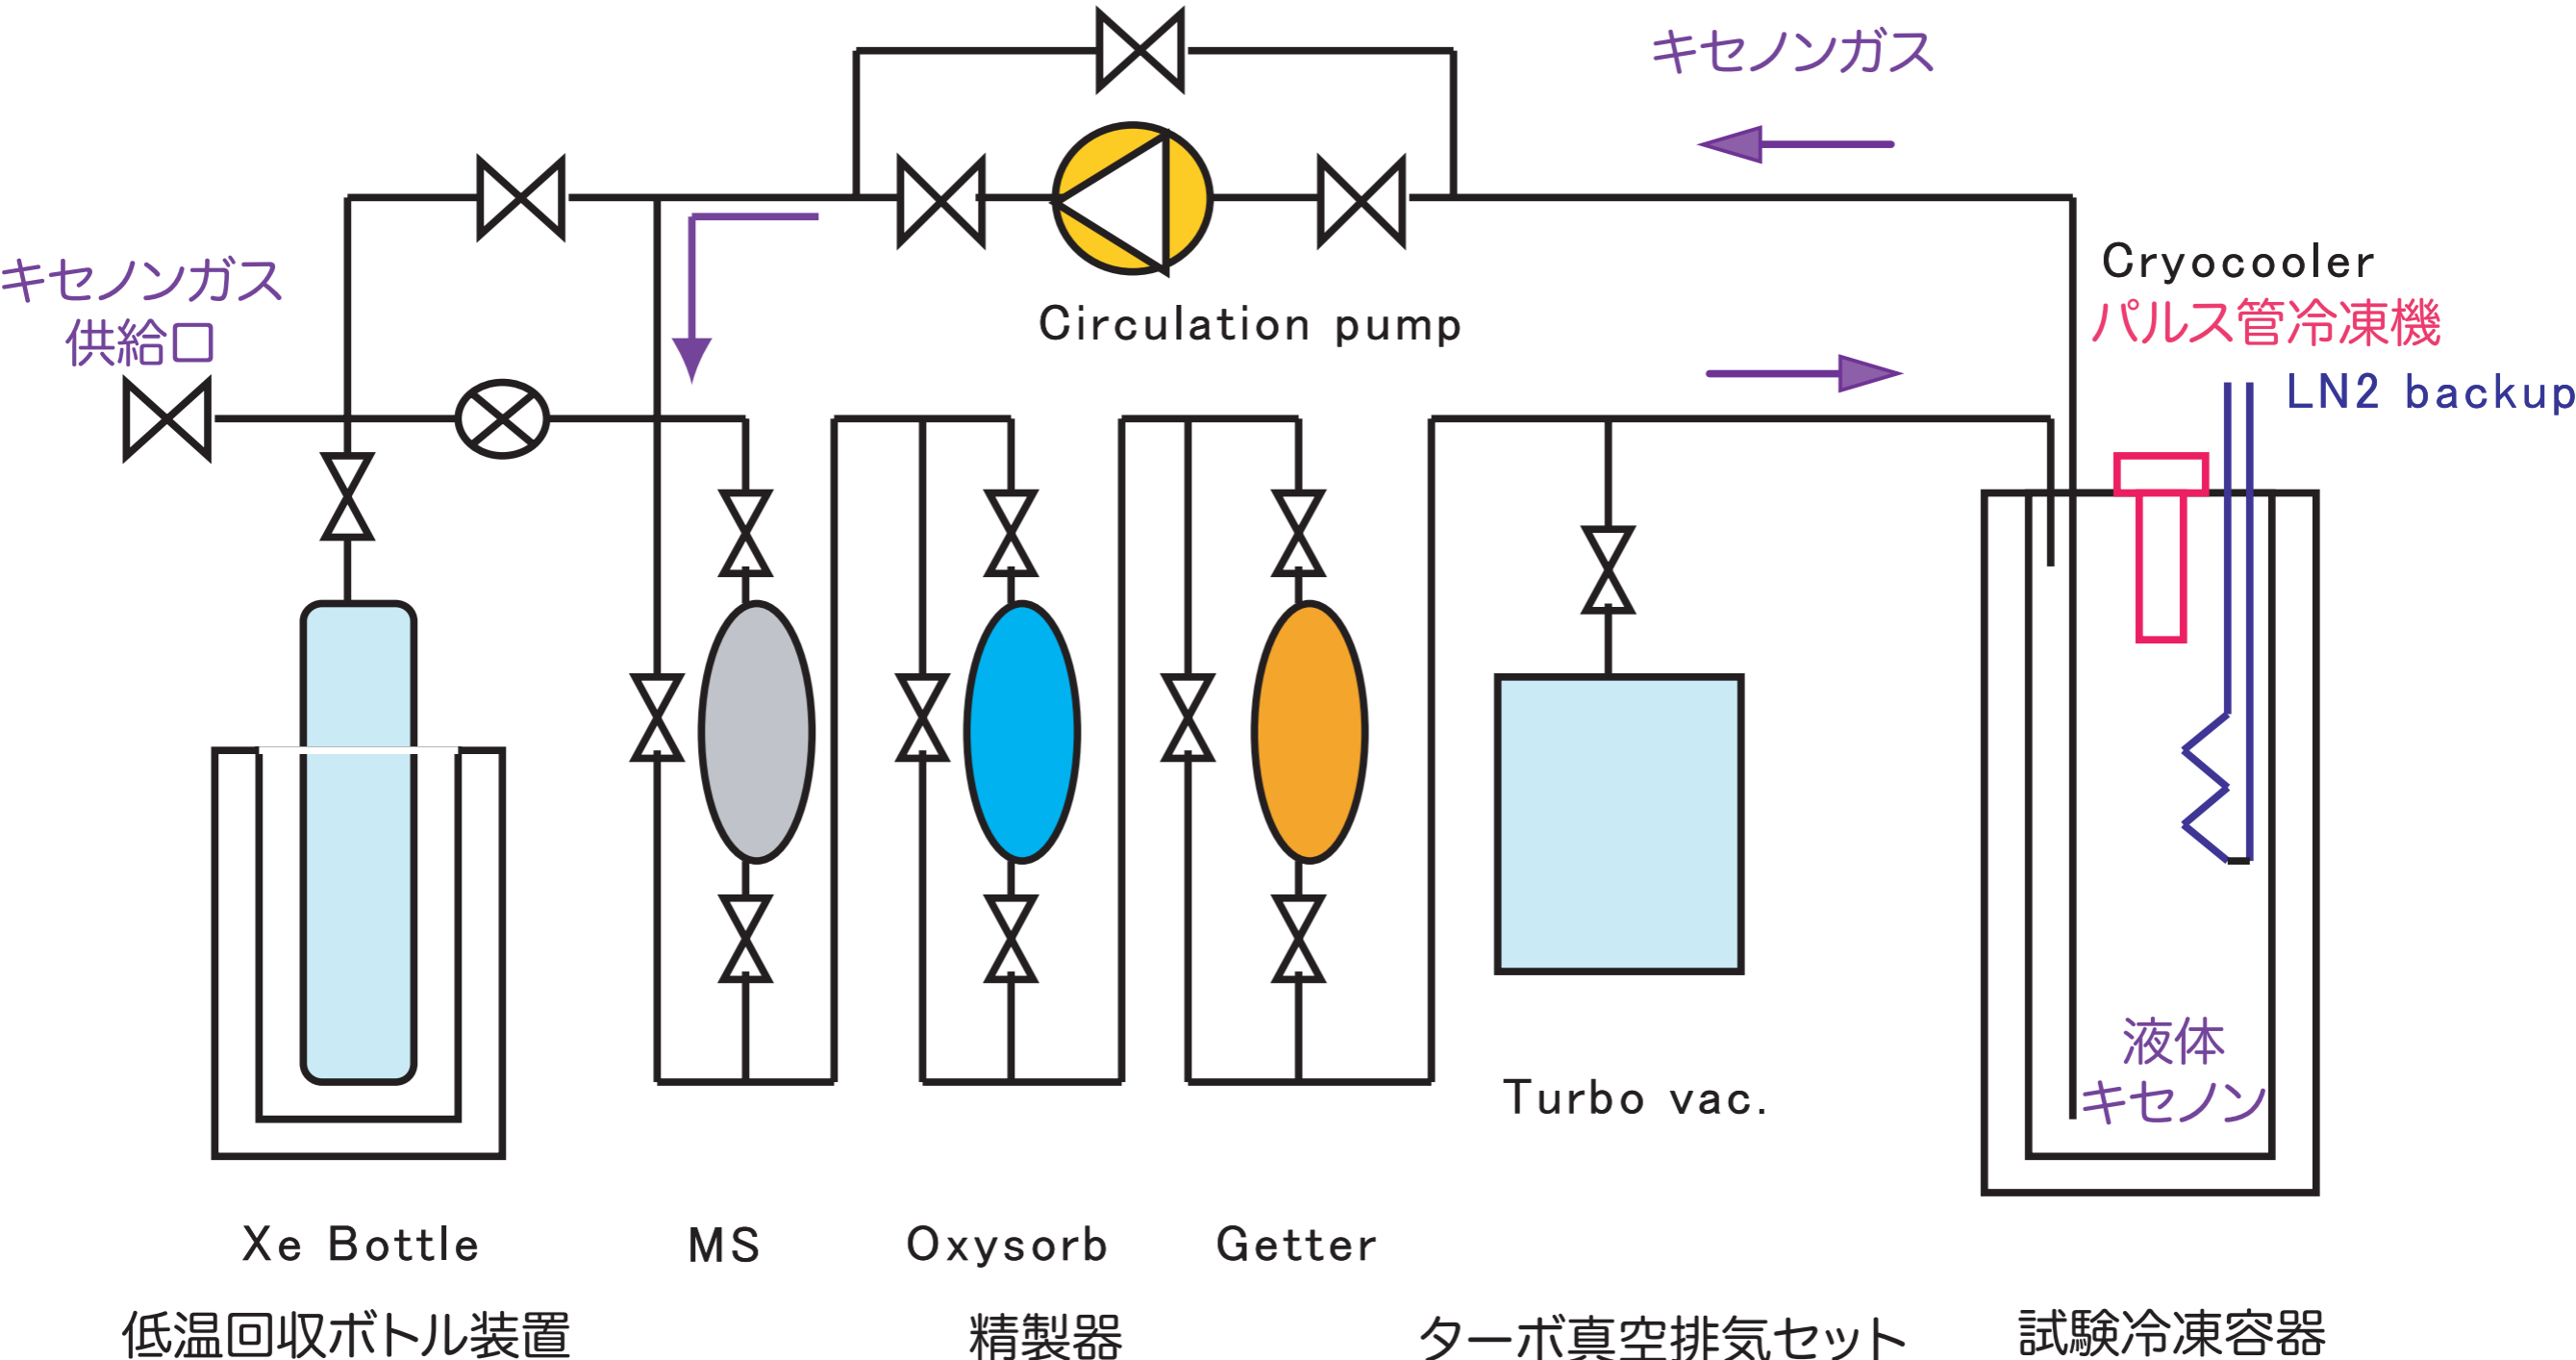 キセノンガス
Cryocooler
パルス管冷凍機
LN2 backup
キセノンガス
供給口
Circulation pump
液体
キセノン
Turbo vac.
Xe Bottle
MS
Oxysorb
Getter
低温回収ボトル装置
精製器
ターボ真空排気セット
試験冷凍容器